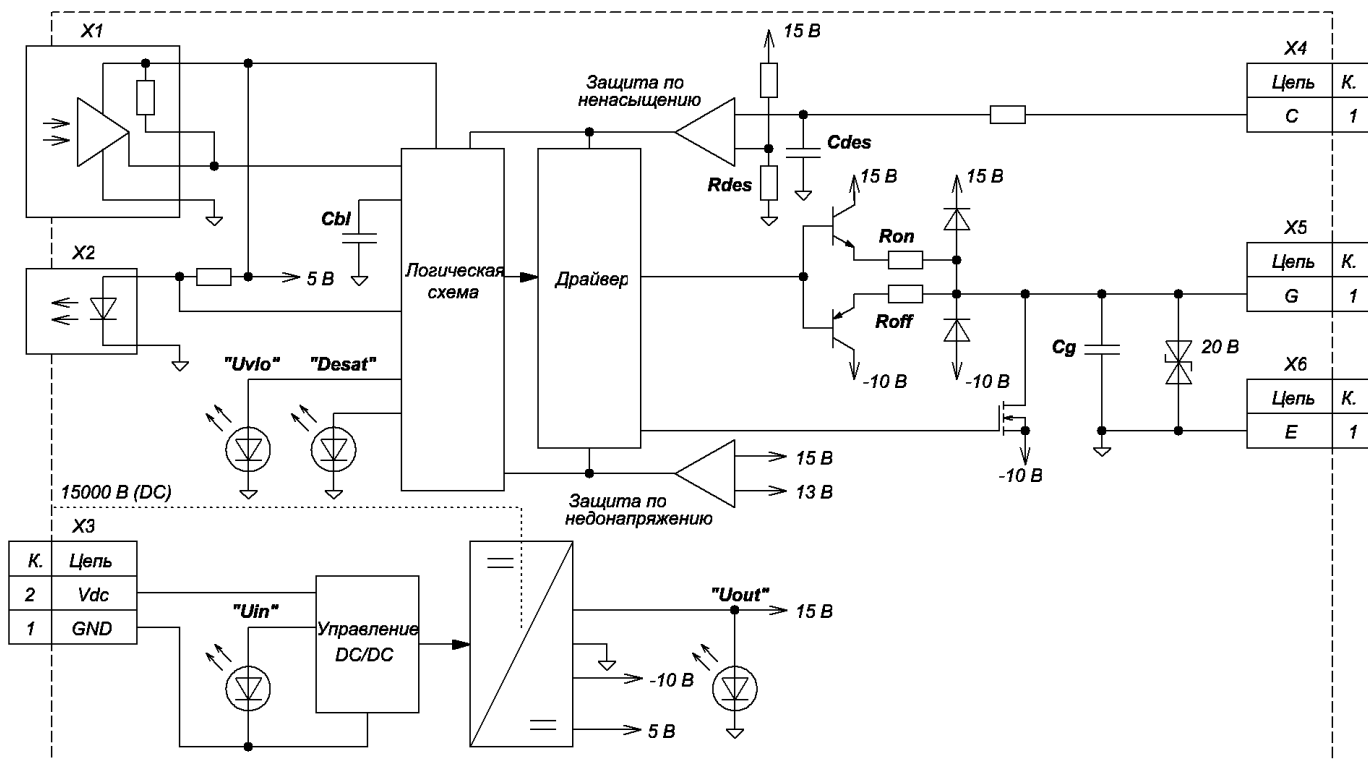 X1
15 В
X4
Цепь К.
C 1
Защита по
ненасыщению
Cdes
Rdes
15 В
15 В
Cbl
Ron
X5
Цепь К.
G 1
X2
5 В
Логическая
схема
Драйвер
Roff
Cg
20 В
"Uvlo"
"Desat"
-10 В
-10 В
X6
Цепь К.
E 1
15 В
13 В
-10 В
15000 В (DC)
Защита по
недонапряжению
X3
К. Цепь
2 Vdc
1 GND
"Uin"
Управление
DC/DC
"Uout"
15 В
-10 В
5 В